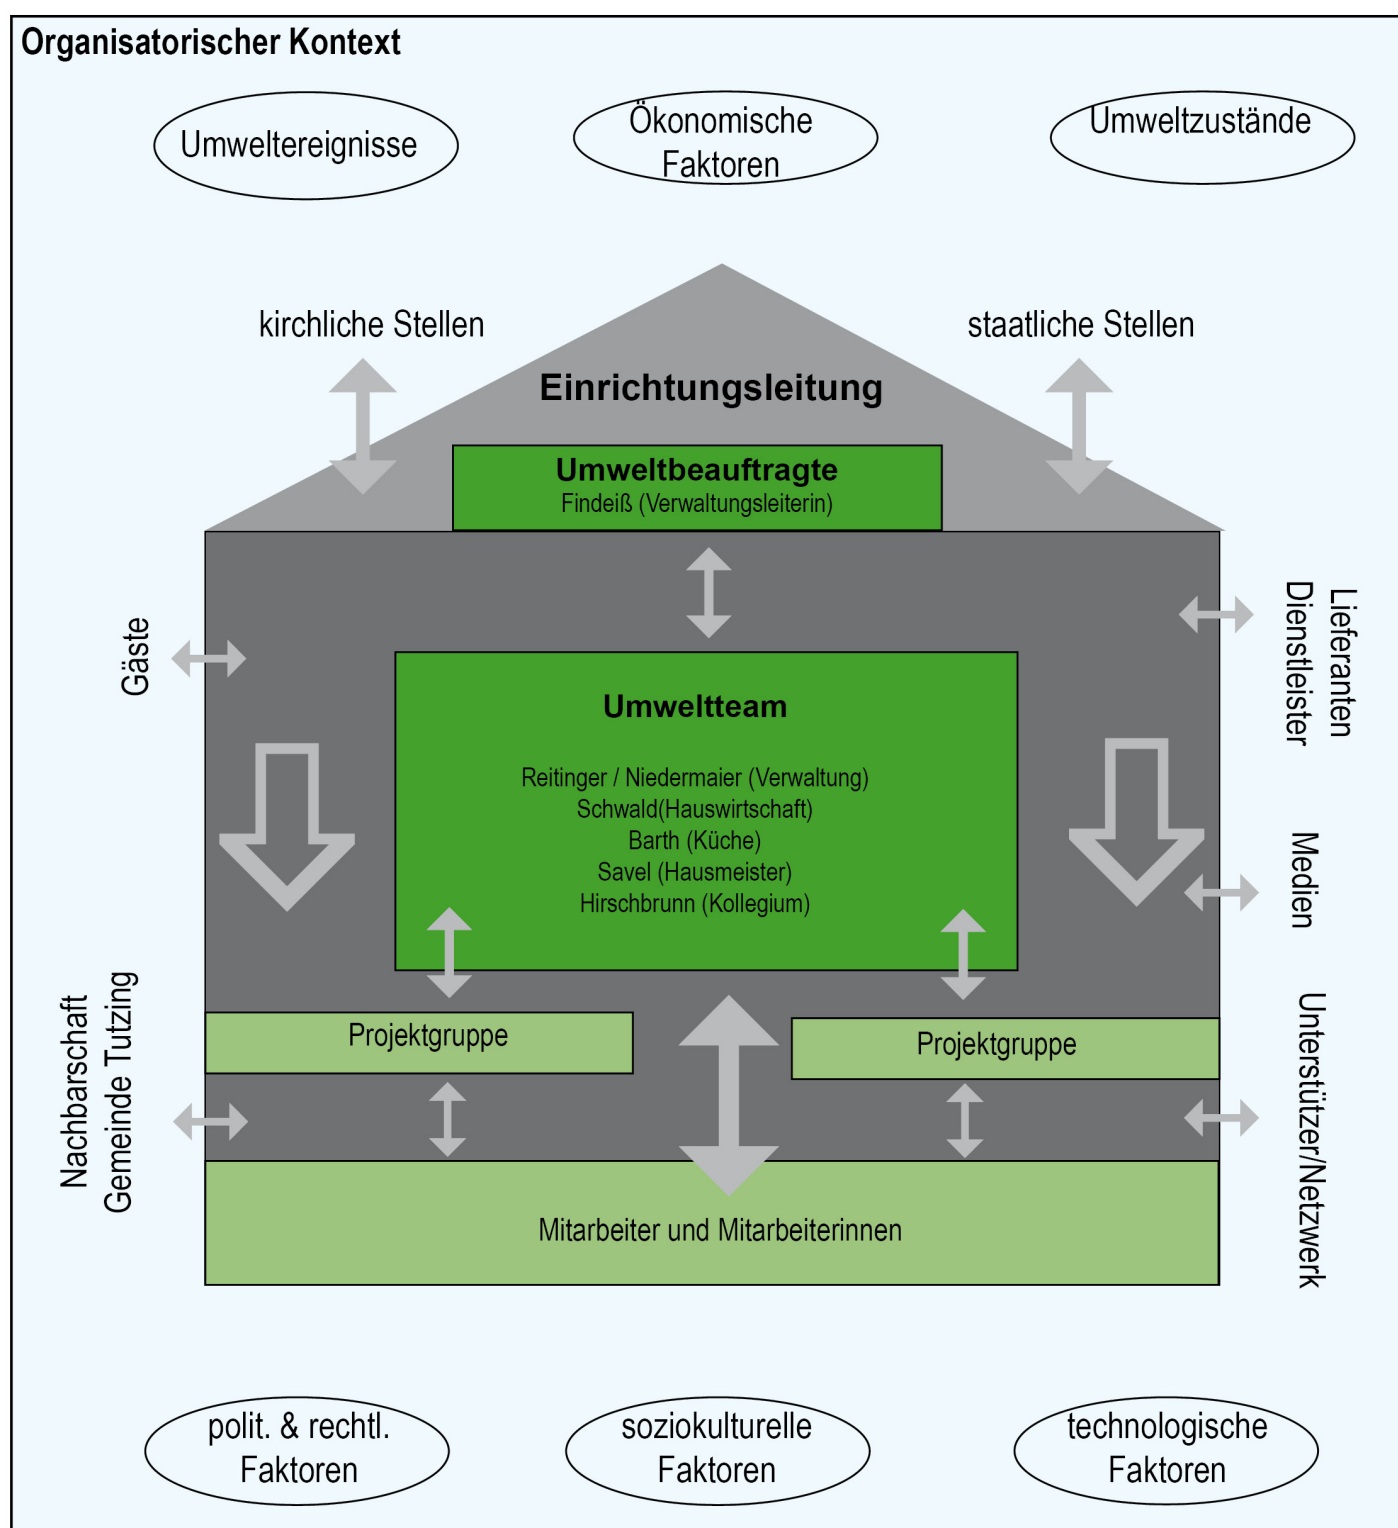 Organisatorischer Kontext
Umweltereignisse
Ökonomische
Faktoren
Umweltzustände
kirchliche Stellen
staatliche Stellen
Einrichtungsleitung
Umweltbeauftragte
Findeiß (Verwaltungsleiterin)
Gäste
Lieferanten
Dienstleister
Umweltteam
Reitinger / Niedermaier (Verwaltung)
Schwald(Hauswirtschaft)
Barth (Küche)
Savel (Hausmeister)
Hirschbrunn (Kollegium)
Medien
Nachbarschaft
Gemeinde Tutzing
Projektgruppe
Projektgruppe
Unterstützer/Netzwerk
Mitarbeiter und Mitarbeiterinnen
polit. & rechtl.
Faktoren
soziokulturelle
Faktoren
technologische
Faktoren